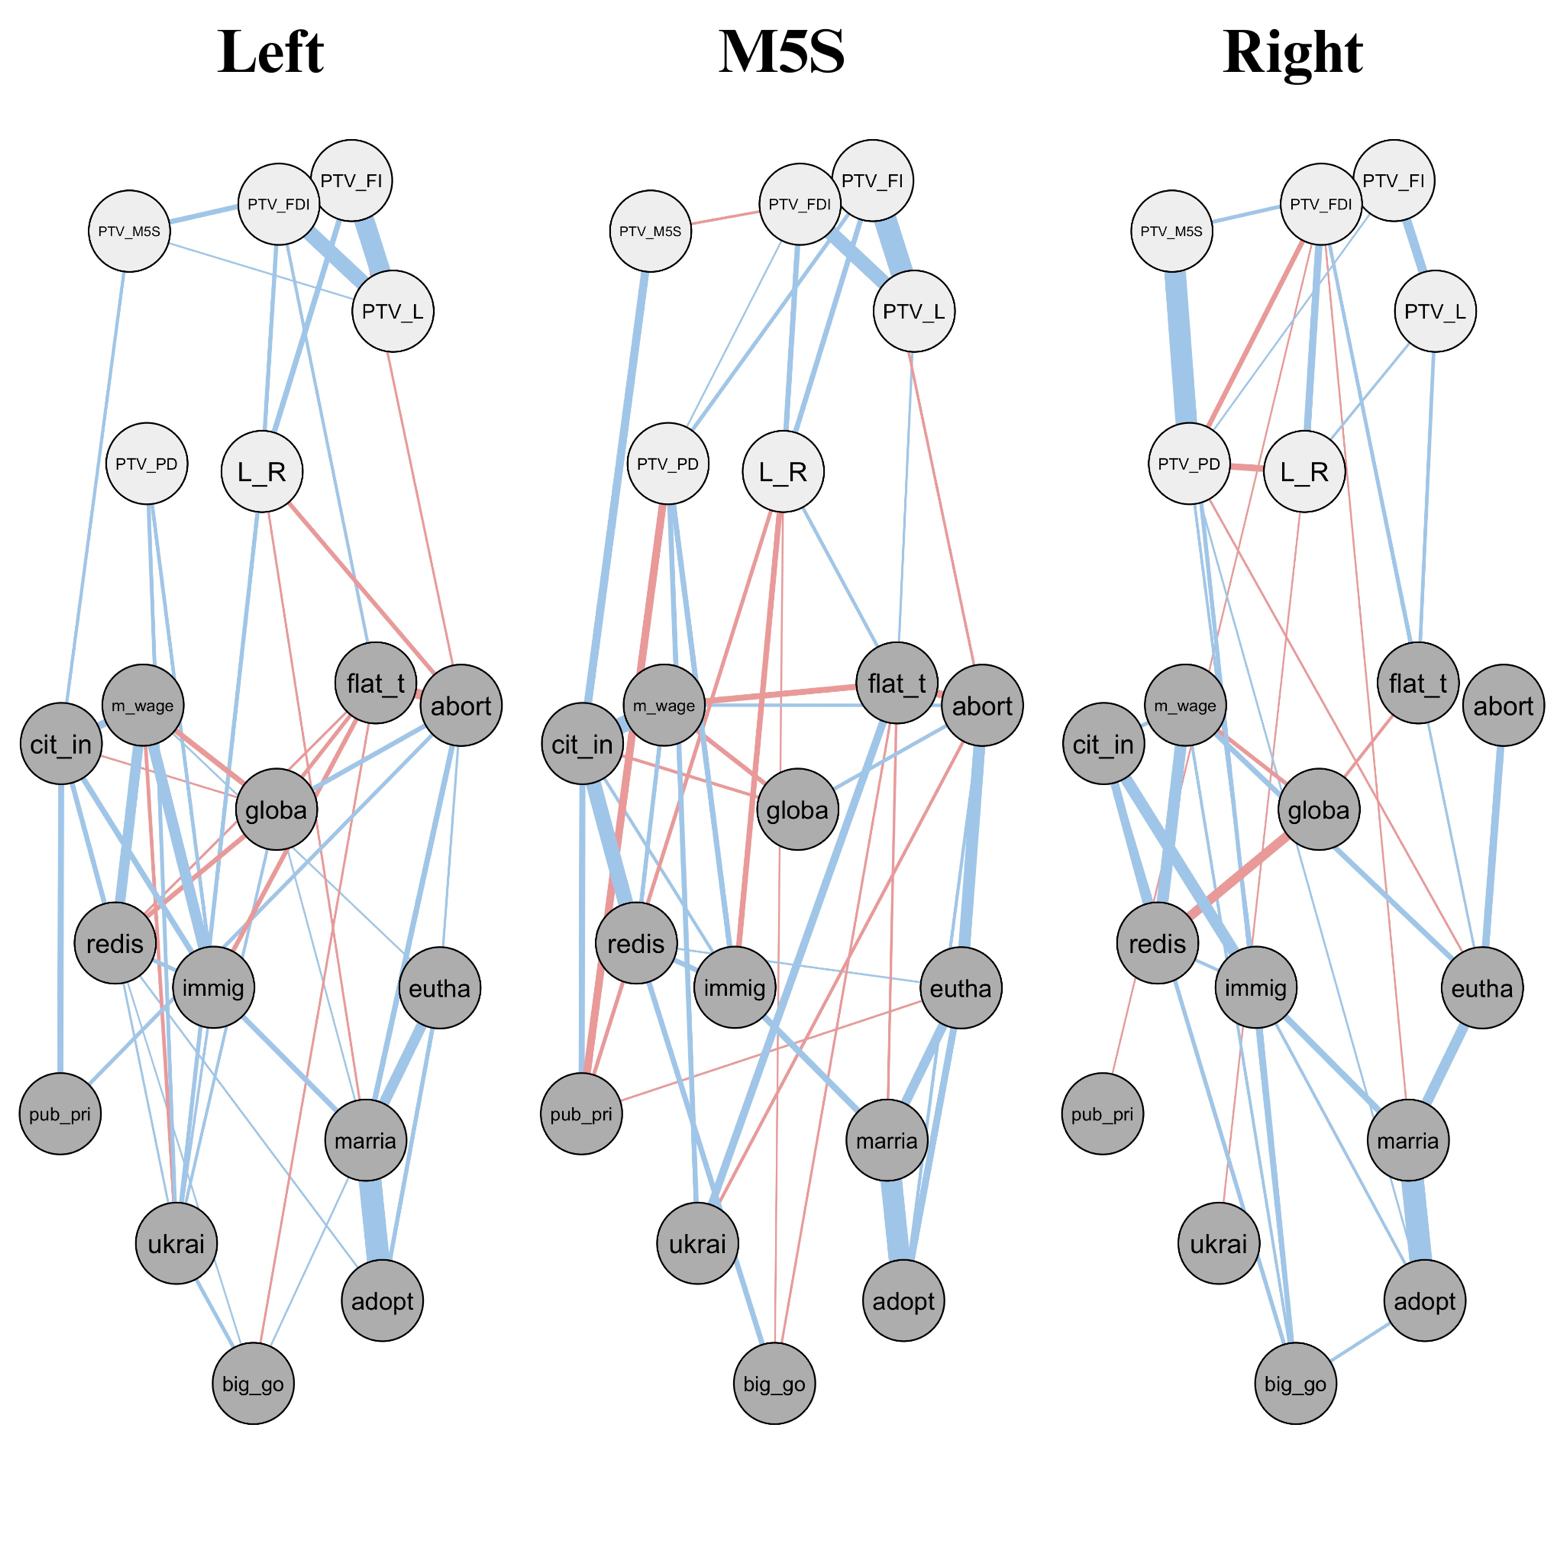 Left
PTV_FI
PTV_FDI
PTV_M5S
PTV_L
PTV_PD
L_R
flat_t
m_wage
abort
cit_in
globa
redis
immig
eutha
pub_pri
marria
ukrai
adopt
big_go
M5S
PTV_FI
PTV_FDI
PTV_M5S
PTV_L
PTV_PD
L_R
flat_t
m_wage
abort
cit_in
globa
redis
immig
eutha
pub_pri
marria
ukrai
adopt
big_go
Right
PTV_FI
PTV_FDI
PTV_M5S
PTV_L
PTV_PD
L_R
flat_t
m_wage
abort
cit_in
globa
redis
immig
eutha
pub_pri
marria
ukrai
adopt
big_go